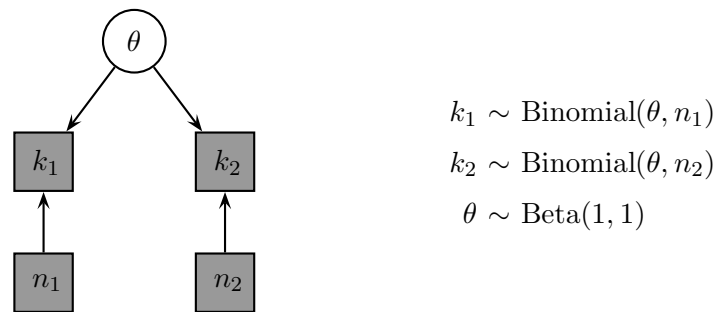 θ
k₁ k₂
n₁ n₂
k₁ ∼ Binomial(θ, n₁)
k₂ ∼ Binomial(θ, n₂)
θ ∼ Beta(1, 1)